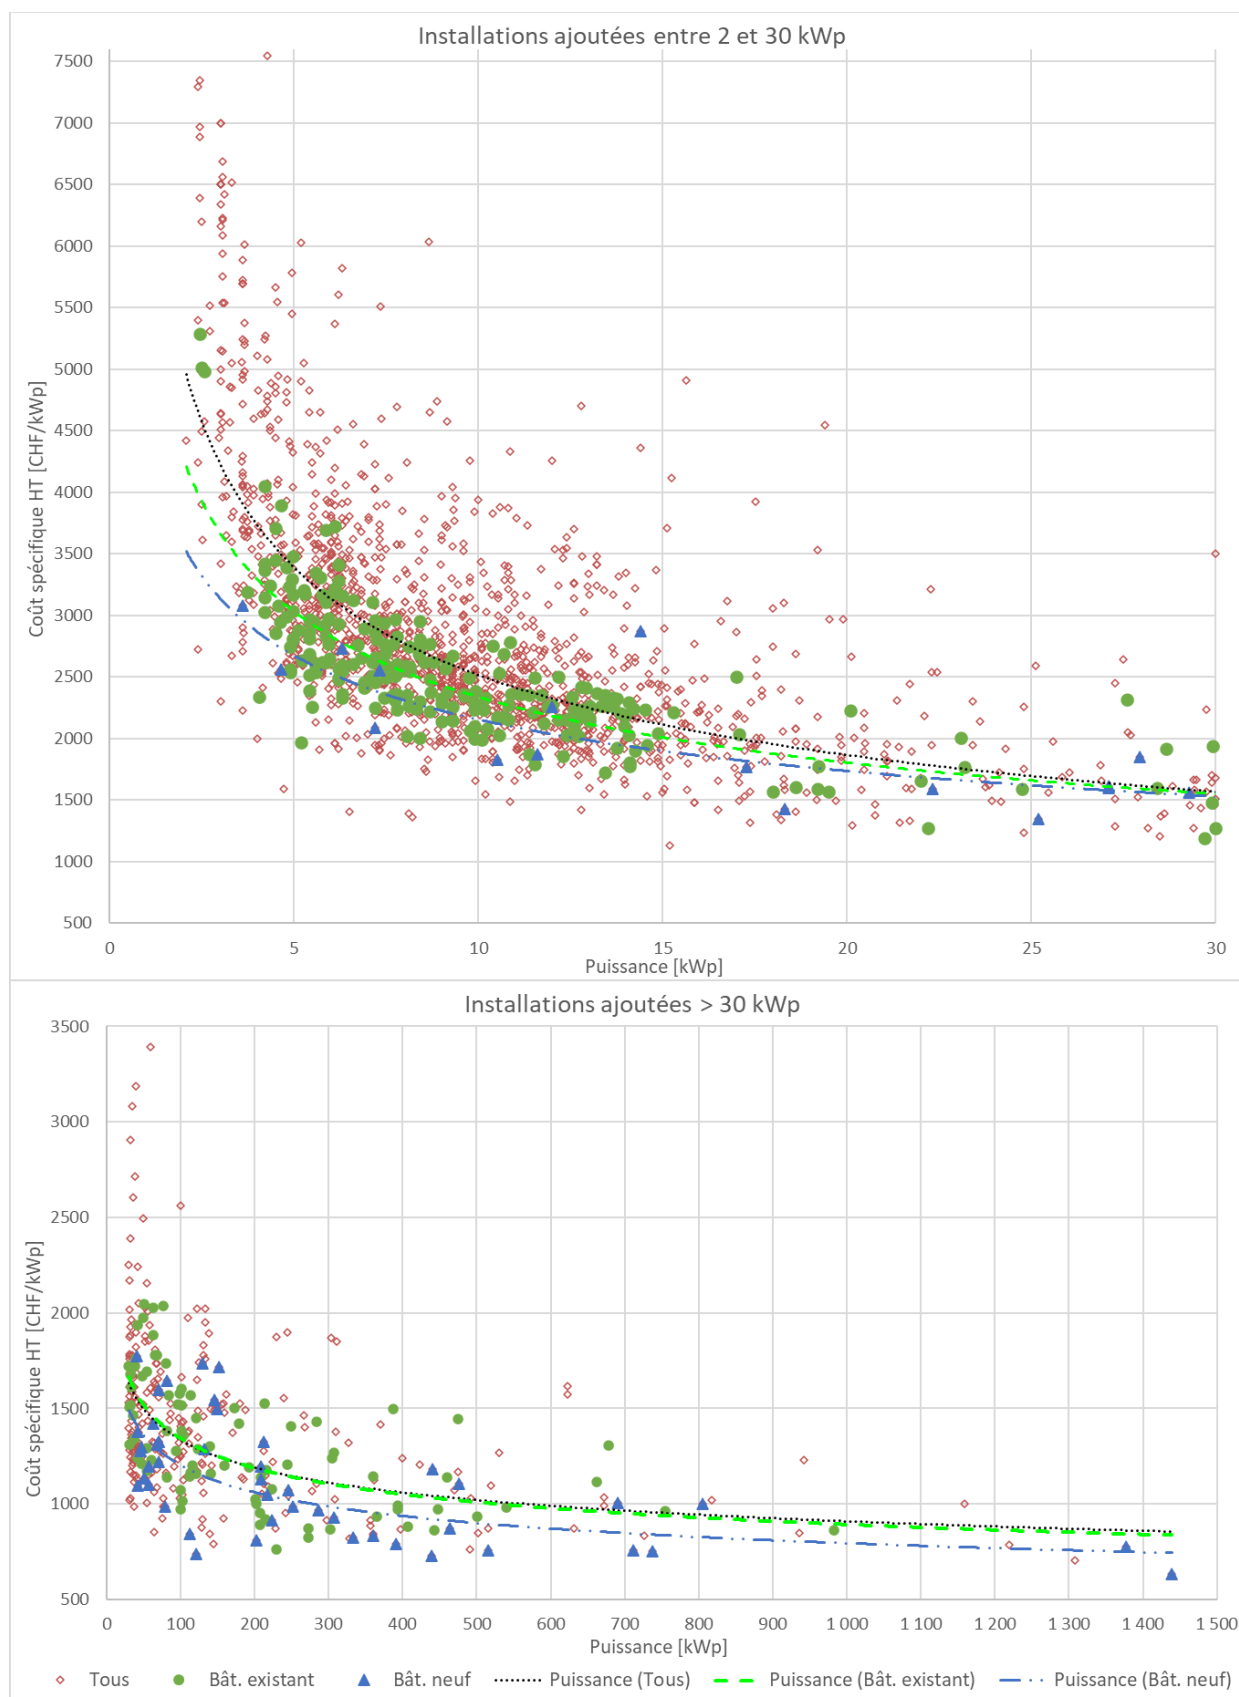 Installations ajoutées entre 2 et 30 kWp
7500
7000
6500
6000
5500
5000
4500
4000
3500
3000
2500
2000
1500
1000
500
Coût spécifique HT [CHF/kWp]
0 5 10 15 20 25 30
Puissance [kWp]
Installations ajoutées > 30 kWp
3500
3000
2500
2000
1500
1000
500
Coût spécifique HT [CHF/kWp]
0 100 200 300 400 500 600 700 800 900 1 000 1 100 1 200 1 300 1 400 1 500
Puissance [kWp]
Tous Bât. existant Bât. neuf Puissance (Tous) Puissance (Bât. existant) Puissance (Bât. neuf)